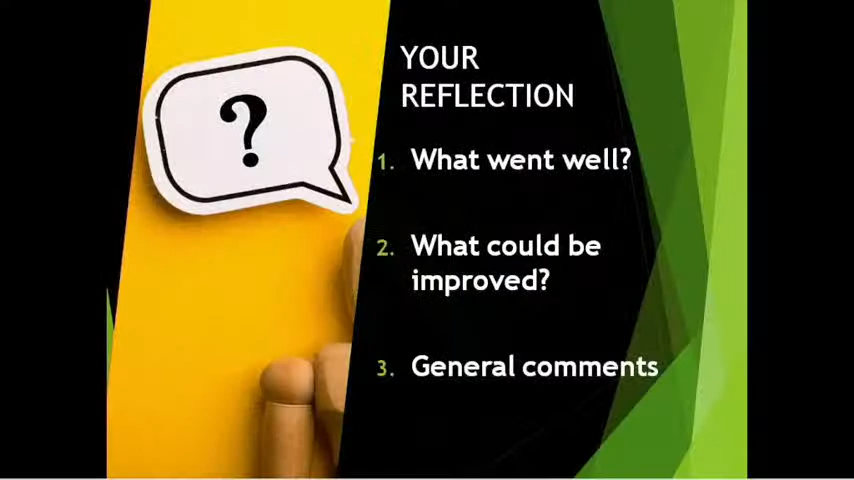 ?
YOUR
REFLECTION
1. What went well?
2. What could be
improved?
3. General comments